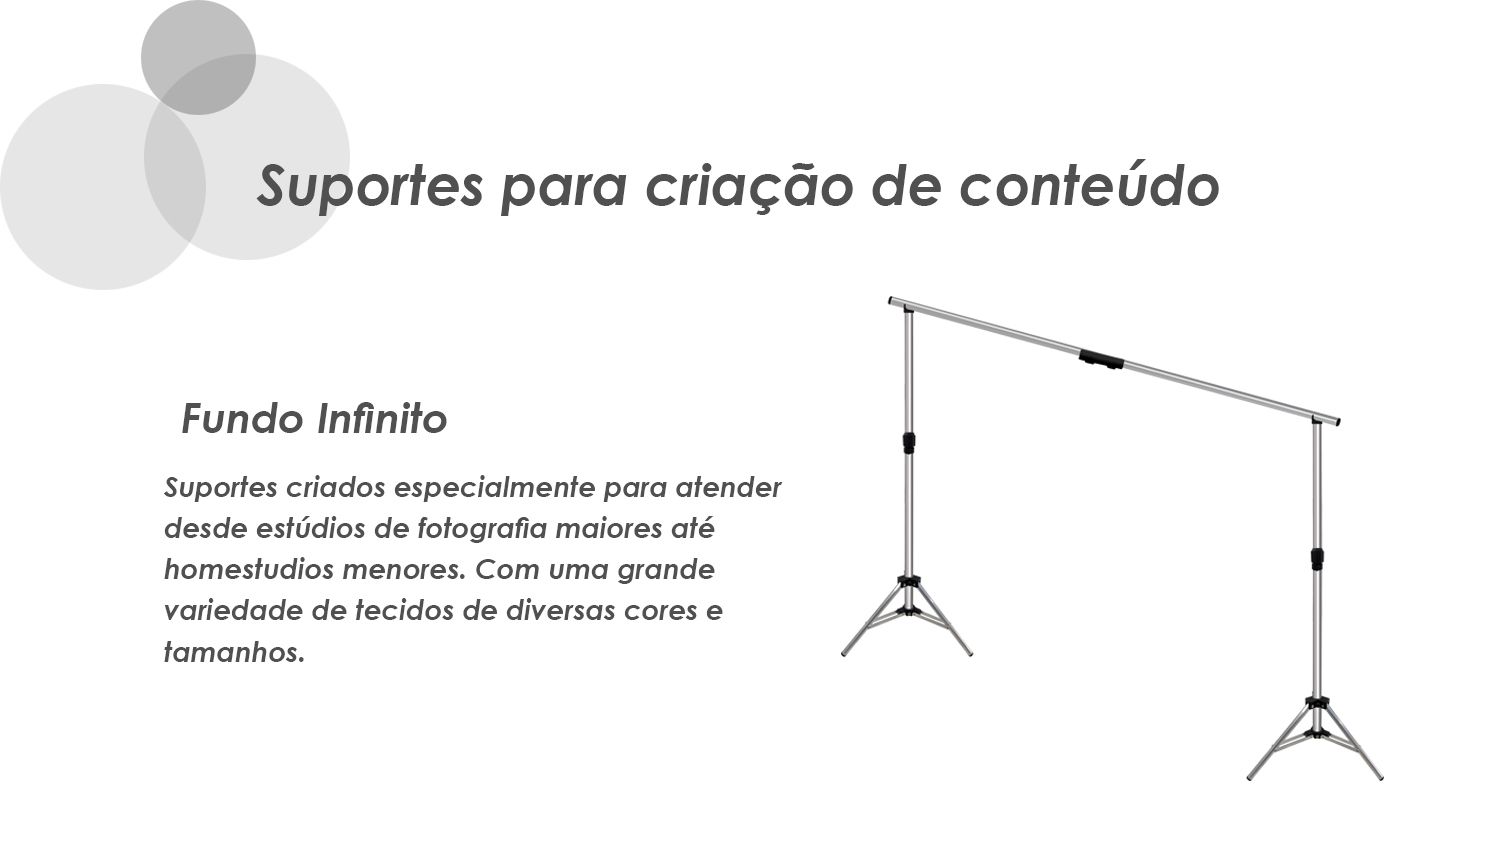 Suportes para criação de conteúdo
Fundo Infinito
Suportes criados especialmente para atender
desde estúdios de fotografia maiores até
homestudios menores. Com uma grande
variedade de tecidos de diversas cores e
tamanhos.